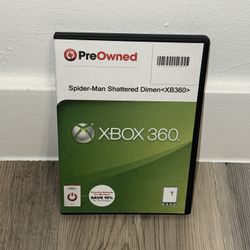 PreOwned
Spider-Man Shattered Dimen<XB360>
XBOX 360.
SAVE 10%
T